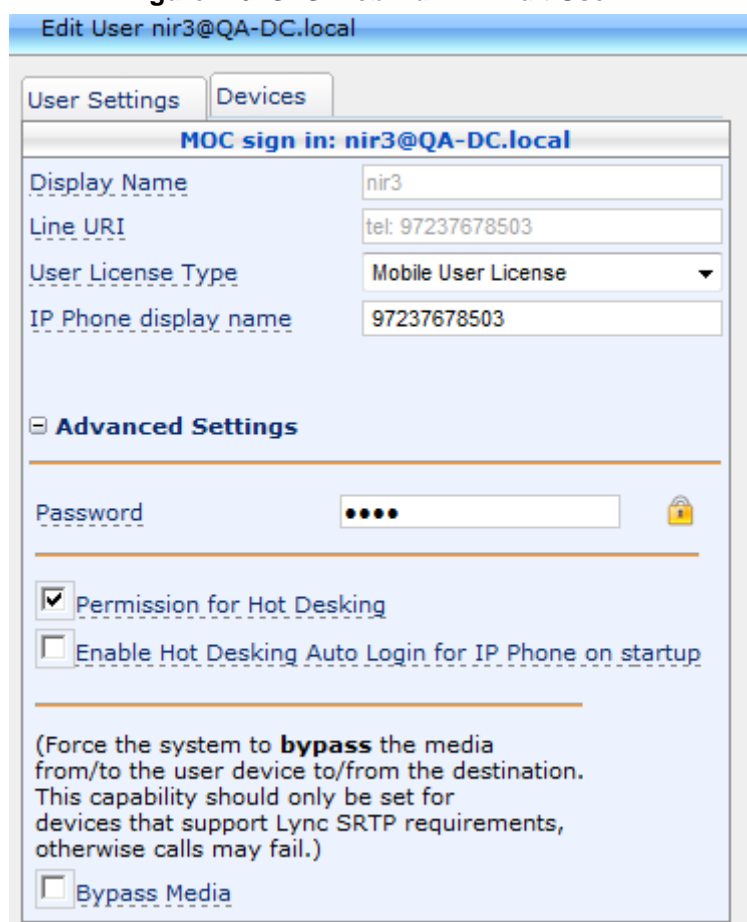 Edit User nir3@QA-DC.local
User Settings Devices
MOC sign in: nir3@QA-DC.local
Display Name nir3
Line URI tel: 97237678503
User License Type Mobile User License
IP Phone display name 97237678503
Advanced Settings
Password ••••
Permission for Hot Desking
Enable Hot Desking Auto Login for IP Phone on startup
(Force the system to bypass the media
from/to the user device to/from the destination.
This capability should only be set for
devices that support Lync SRTP requirements,
otherwise calls may fail.)
Bypass Media